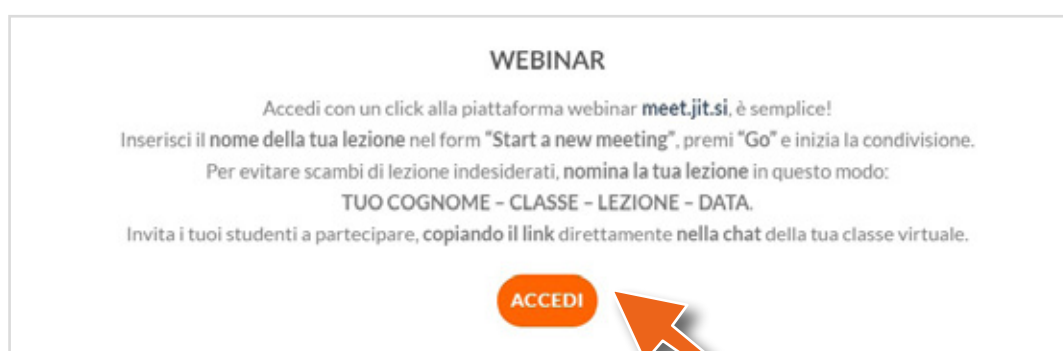 WEBINAR
Accedi con un click alla piattaforma webinar meet.jit.si, è semplice!
Inserisci il nome della tua lezione nel form “Start a new meeting”, premi “Go” e inizia la condivisione.
Per evitare scambi di lezione indesiderati, nomina la tua lezione in questo modo:
TUO COGNOME – CLASSE – LEZIONE – DATA.
Invita i tuoi studenti a partecipare, copiando il link direttamente nella chat della tua classe virtuale.
ACCEDI